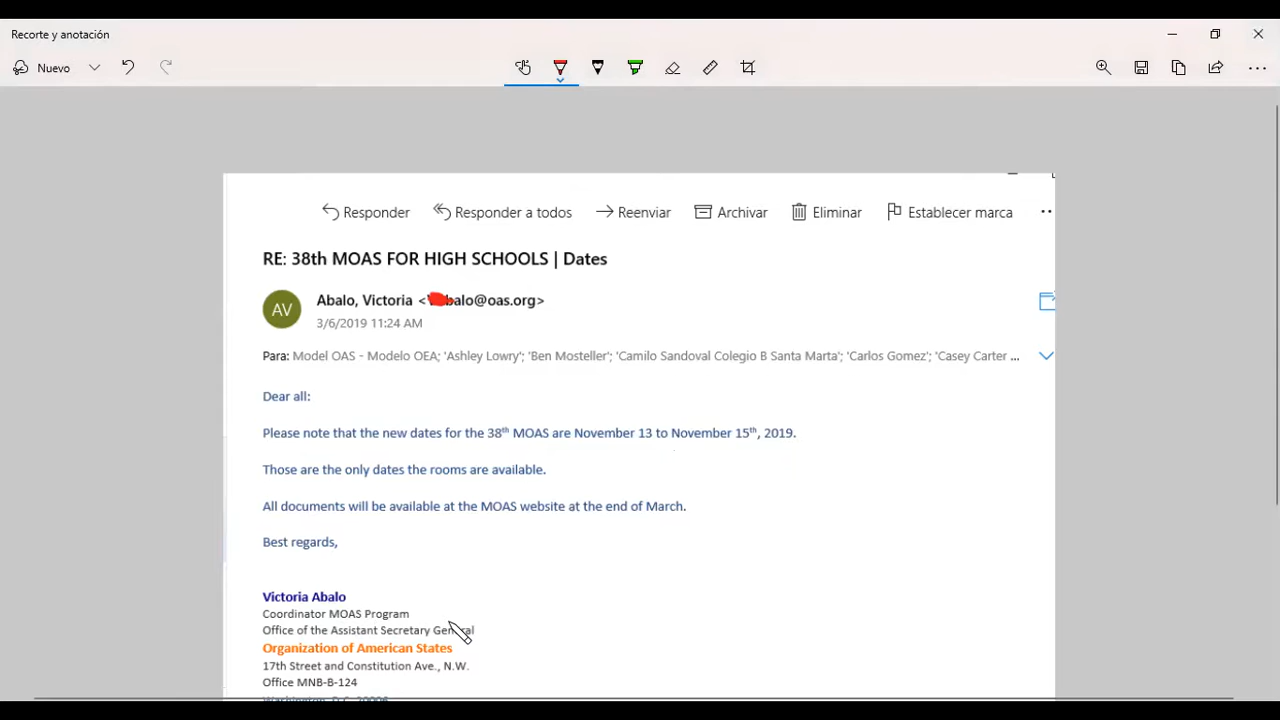 Recorte y anotación
Nuevo
Responder Responder a todos Reenviar Archivar Eliminar Establecer marca
RE: 38th MOAS FOR HIGH SCHOOLS | Dates
AV
Abalo, Victoria < balo@oas.org>
3/6/2019 11:24 AM
Para: Model OAS - Modelo OEA; 'Ashley Lowry'; 'Ben Mosteller'; 'Camilo Sandoval Colegio B Santa Marta'; 'Carlos Gomez'; 'Casey Carter ...
Dear all:
Please note that the new dates for the 38th MOAS are November 13 to November 15th, 2019.
Those are the only dates the rooms are available.
All documents will be available at the MOAS website at the end of March.
Best regards,
Victoria Abalo
Coordinator MOAS Program
Office of the Assistant Secretary General
Organization of American States
17th Street and Constitution Ave., N.W.
Office MNB-B-124
Washington, D.C. 20006